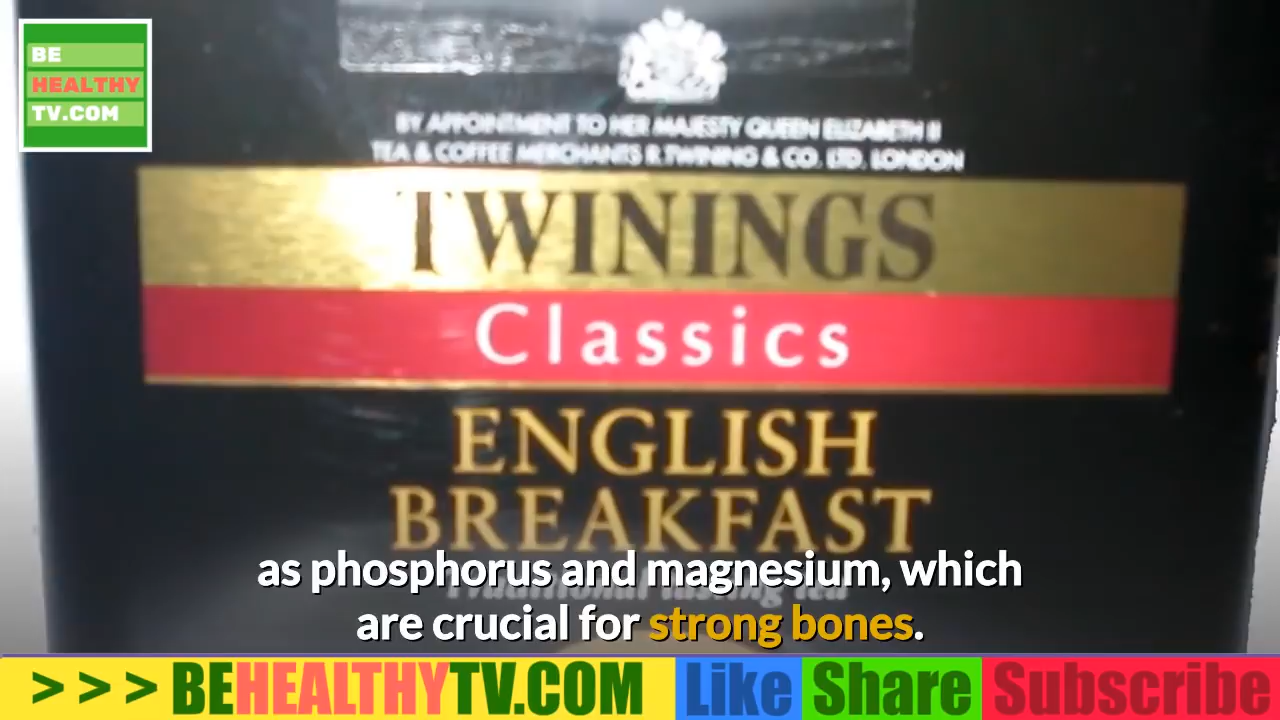 BE
HEALTHY
TV.COM
BY APPOINTMENT TO HER MAJESTY QUEEN ELIZABETH II
TEA & COFFEE MERCHANTS R.TWINING & CO. LTD. LONDON
TWININGS
Classics
ENGLISH
BREAKFAST
as phosphorus and magnesium, which
are crucial for strong bones.
> > > BEHEALTHYTV.COM Like Share Subscribe